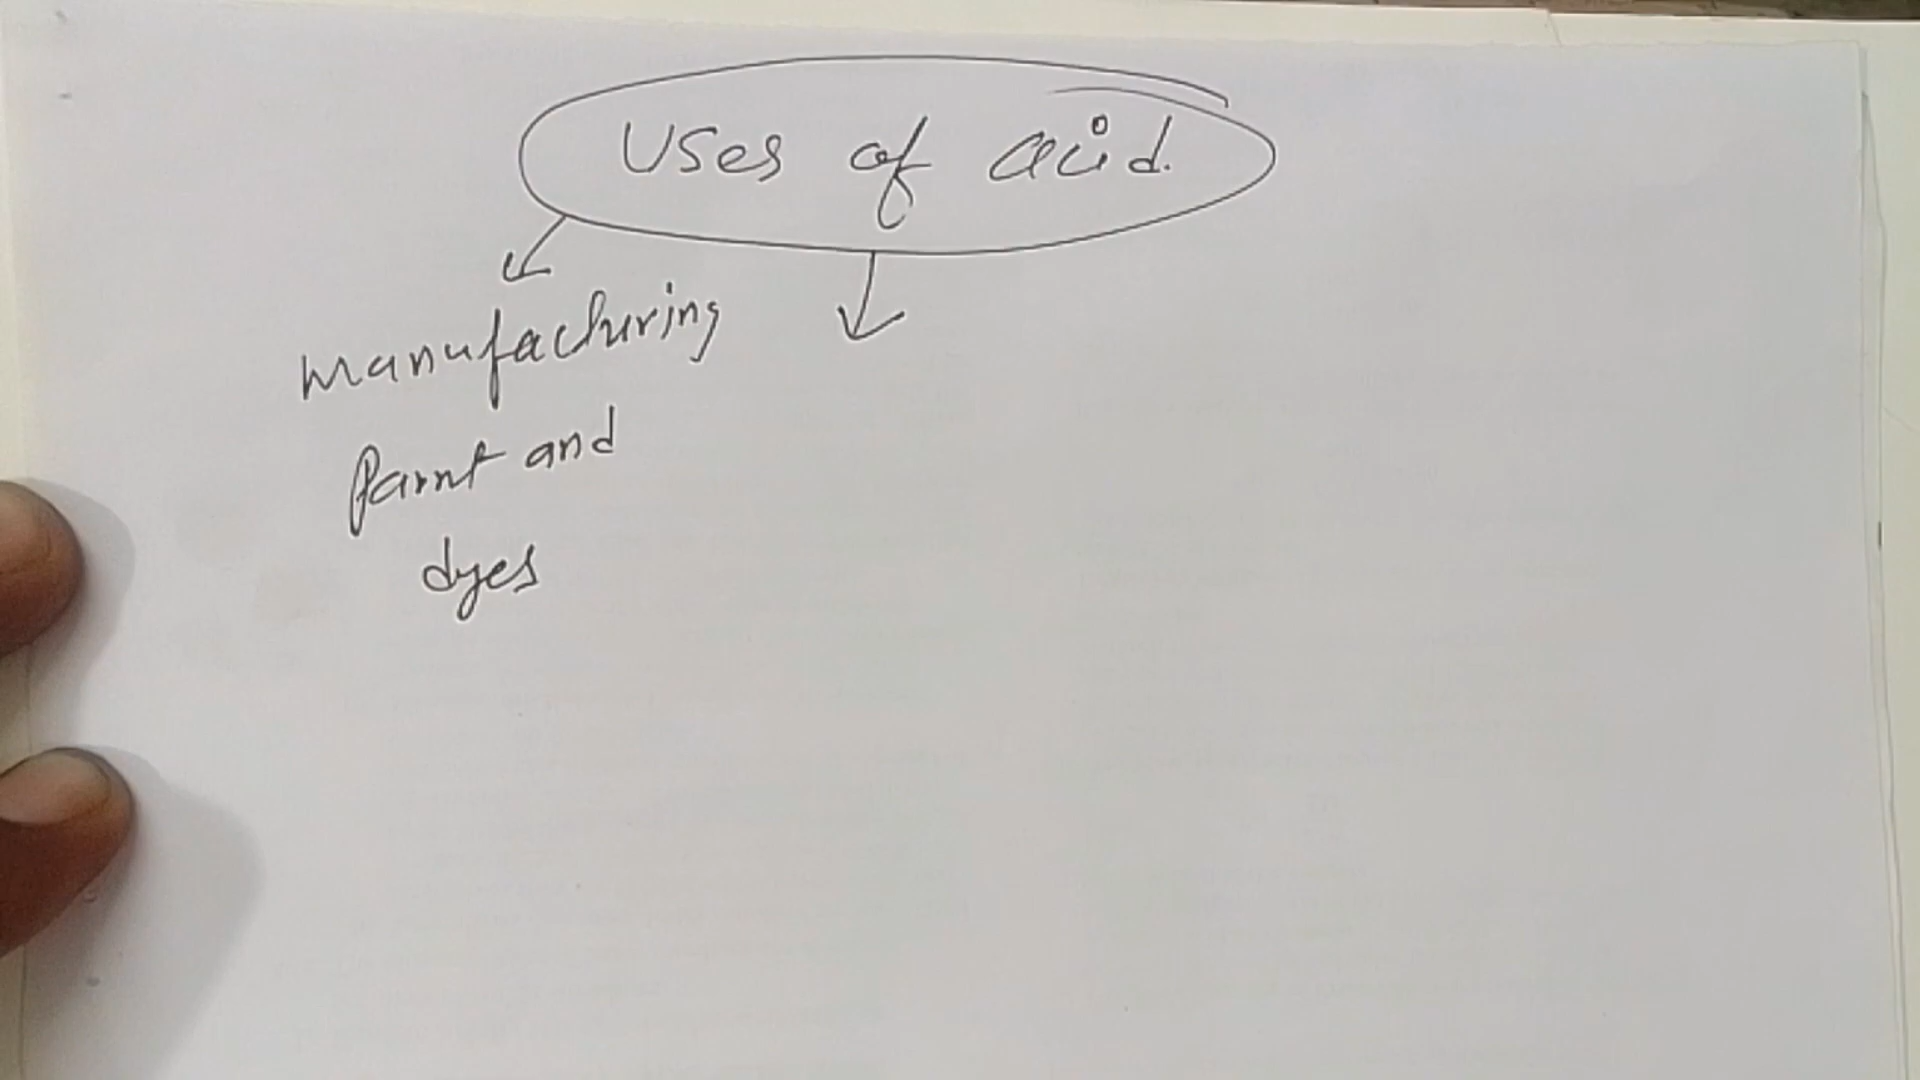 Uses of acid.
manufacturing
Paint and
dyes